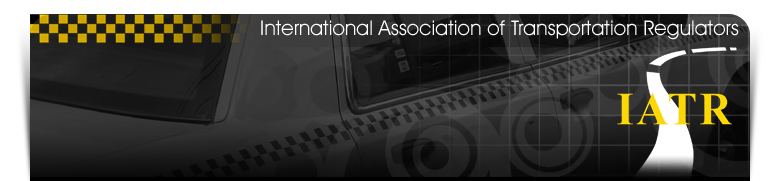 International Association of Transportation Regulators
IATR